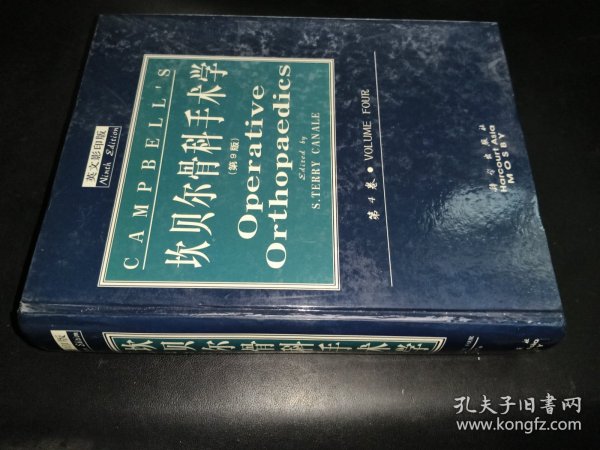 英文影印版
Ninth Edition
CAMPBELL'S
坎贝尔骨科手术学
(第9版)
Operative
Orthopaedics
Edited by
S.TERRY CANALE
第4卷 • VOLUME FOUR
科学出版社
Harcourt Asia
MOSBY
坎贝尔骨科手术学
孔夫子旧书网
www.kongfz.com